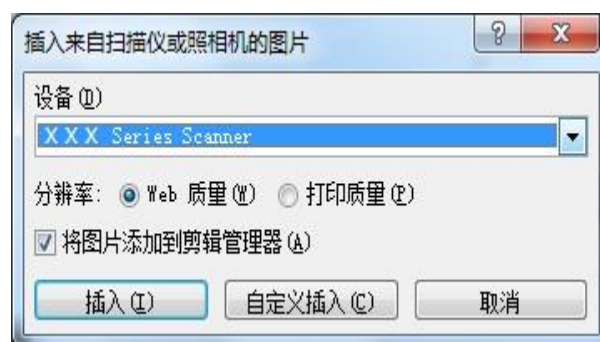 插入来自扫描仪或照相机的图片
设备(D)
XXX Series Scanner
分辨率: Web 质量(W) 打印质量(P)
将图片添加到剪辑管理器(A)
插入(I) 自定义插入(C) 取消